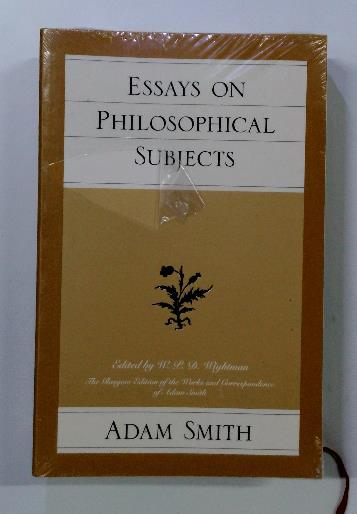 ESSAYS ON
PHILOSOPHICAL
SUBJECTS
Edited by W. P. D. Wightman
The Glasgow Edition of the Works and Correspondence
of Adam Smith
ADAM SMITH